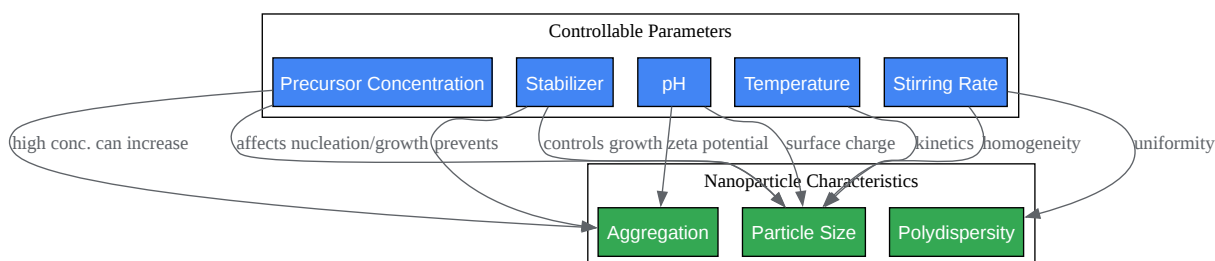 Controllable Parameters
Precursor Concentration
Stabilizer
pH
Temperature
Stirring Rate
high conc. can increase
affects nucleation/growth
prevents
controls growth
zeta potential
surface charge
kinetics
homogeneity
uniformity
Nanoparticle Characteristics
Aggregation
Particle Size
Polydispersity